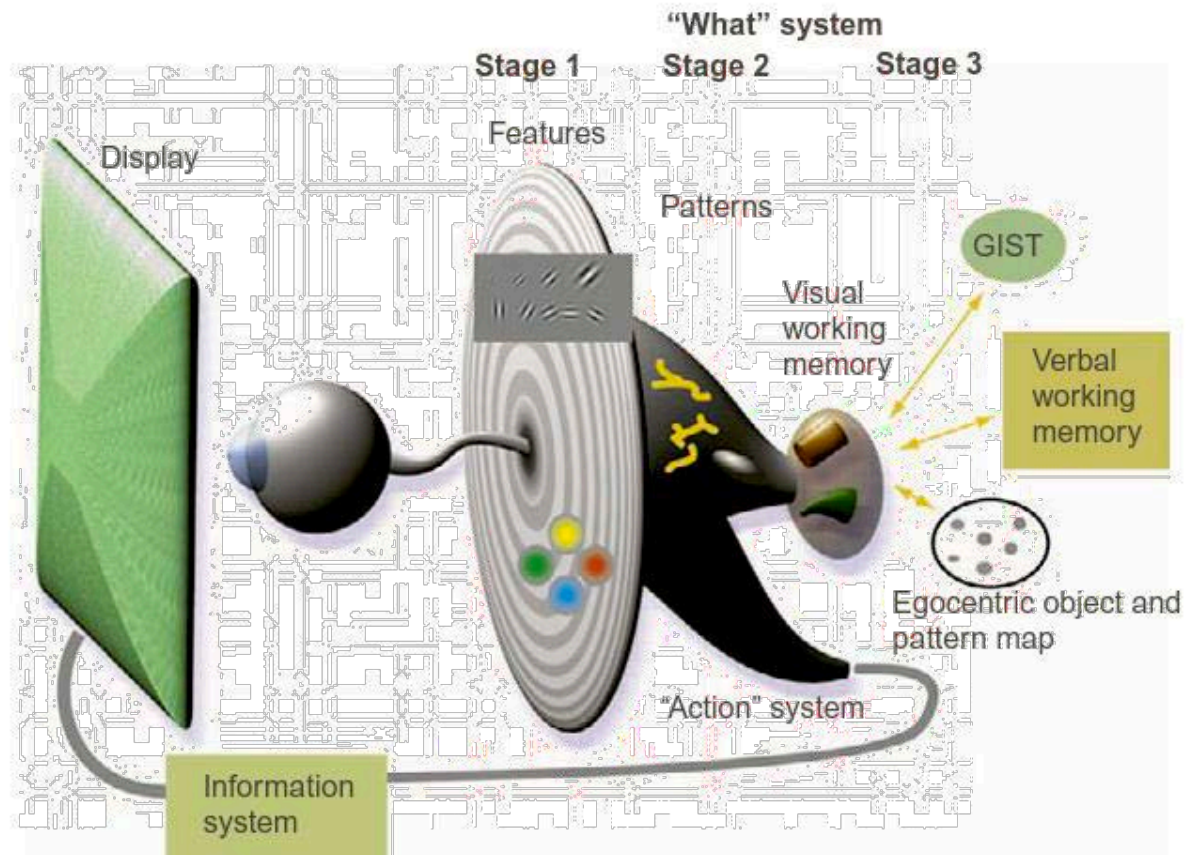 “What” system
Stage 1
Stage 2
Stage 3
Features
Display
Patterns
GIST
Visual
working
memory
Verbal
working
memory
Egocentric object and
pattern map
“Action” system
Information
system